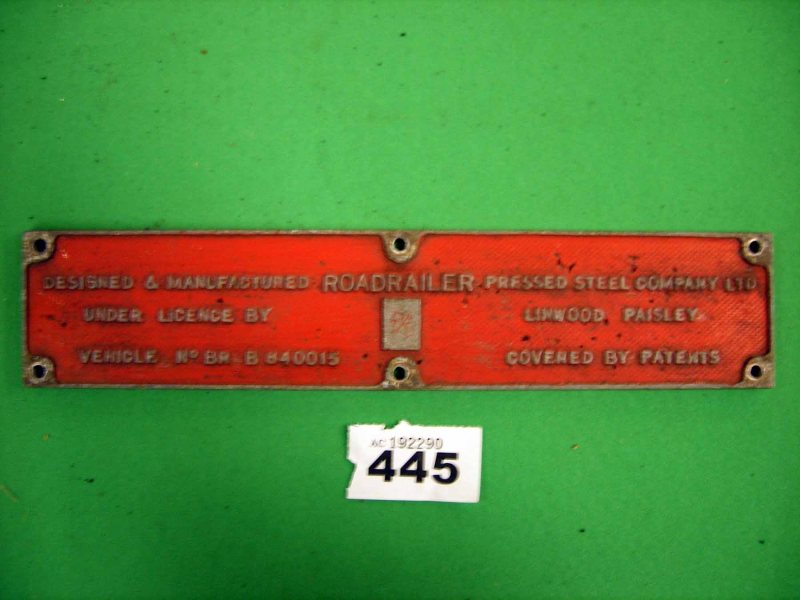 DESIGNED & MANUFACTURED ROADRAILER PRESSED STEEL COMPANY LTD
UNDER LICENCE BY LINWOOD PAISLEY
VEHICLE No BR-B 840015 COVERED BY PATENTS
AC 192290
445